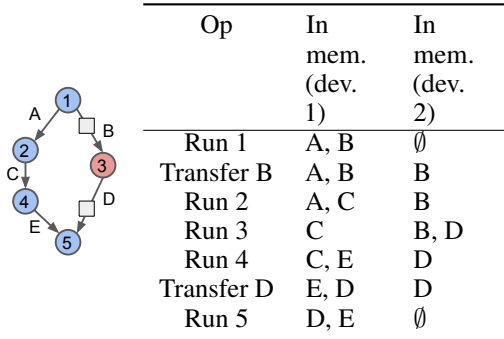 1
A
B
2
3
C
D
4
E
5
Op In In
mem. mem.
(dev. (dev.
1) 2)
Run 1 A, B ∅
Transfer B A, B B
Run 2 A, C B
Run 3 C B, D
Run 4 C, E D
Transfer D E, D D
Run 5 D, E ∅